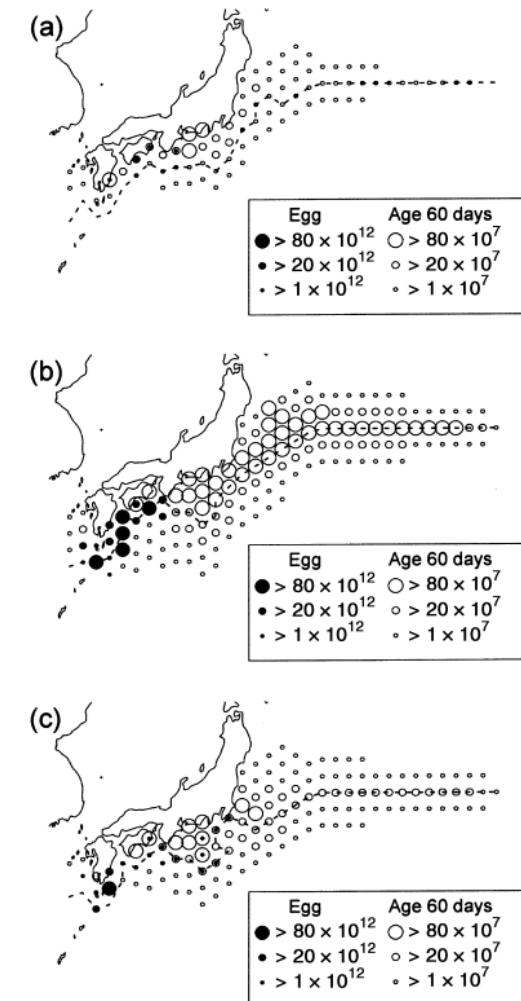 (a)
Egg Age 60 days
● > 80 × 10¹² ○ > 80 × 10⁷
● > 20 × 10¹² ○ > 20 × 10⁷
• > 1 × 10¹² ○ > 1 × 10⁷
(b)
Egg Age 60 days
● > 80 × 10¹² ○ > 80 × 10⁷
● > 20 × 10¹² ○ > 20 × 10⁷
• > 1 × 10¹² ○ > 1 × 10⁷
(c)
Egg Age 60 days
● > 80 × 10¹² ○ > 80 × 10⁷
● > 20 × 10¹² ○ > 20 × 10⁷
• > 1 × 10¹² ○ > 1 × 10⁷